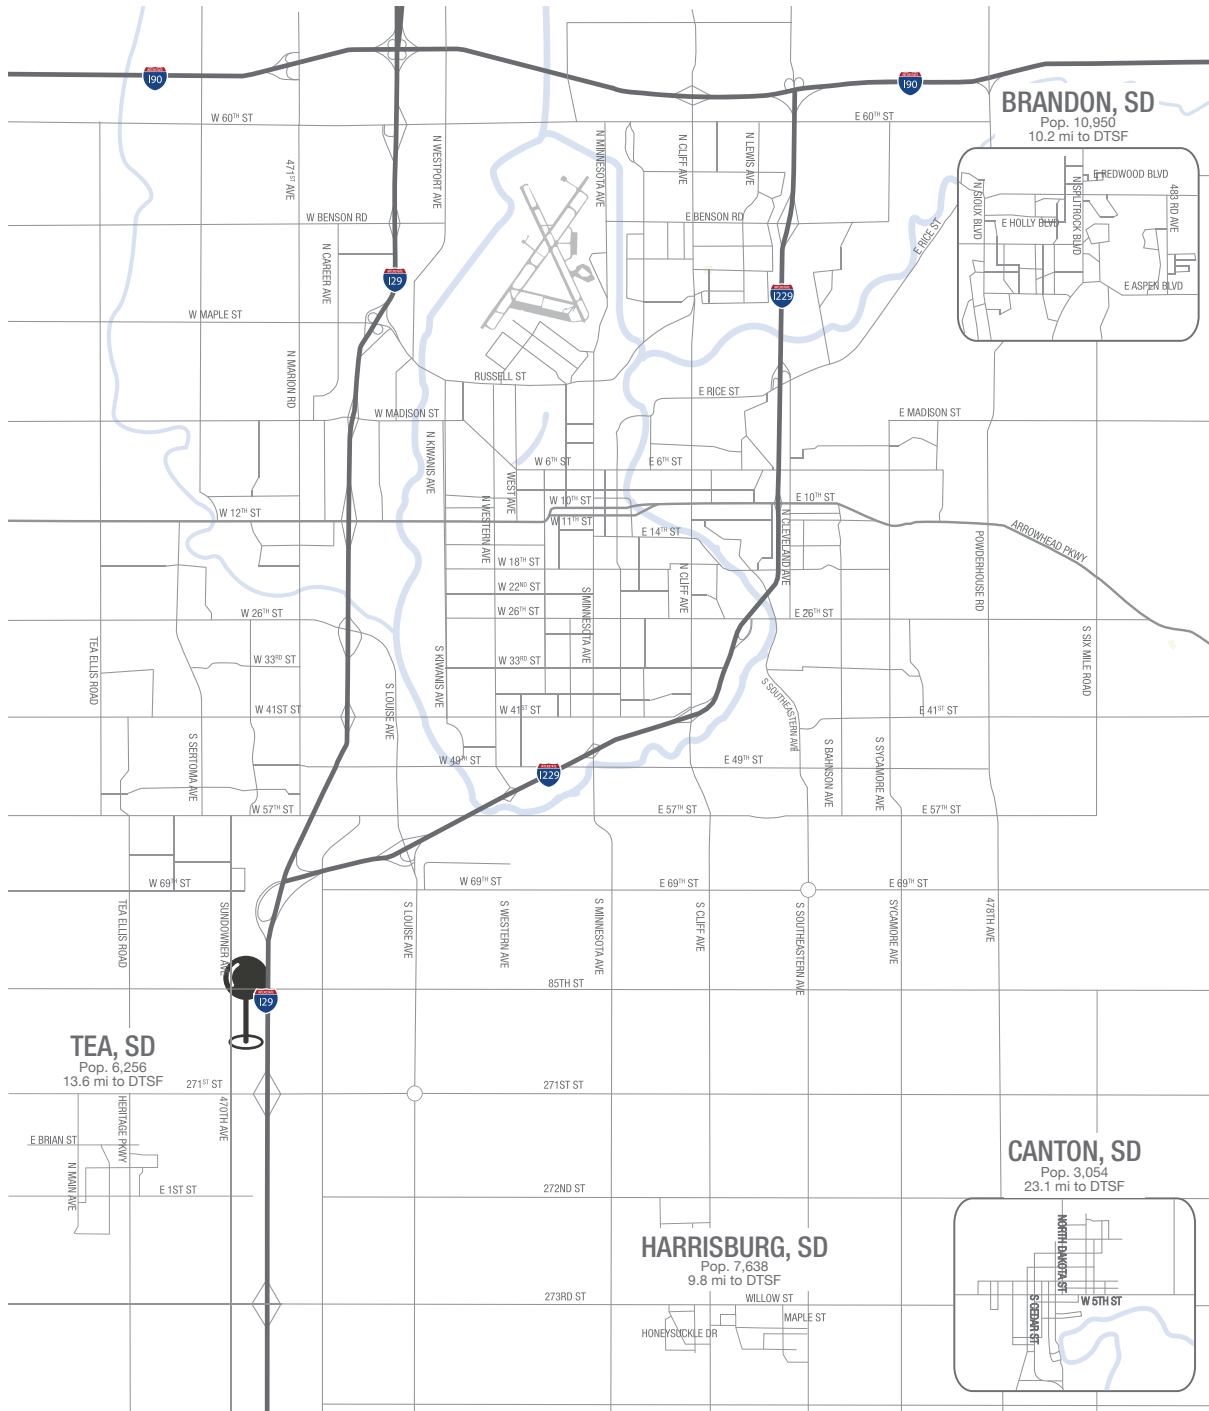 I90
I90
BRANDON, SD
Pop. 10,950
10.2 mi to DTSF
W 60TH ST
E 60TH ST
N WESTPORT AVE
N MINNESOTA AVE
N CLIFF AVE
N LEWIS AVE
471ST AVE
E REDWOOD BLVD
N SIOUX BLVD
N SPLITROCK BLVD
483 RD AVE
E HOLLY BLVD
E ASPEN BLVD
W BENSON RD
E BENSON RD
E RICE ST
N CAREER AVE
I29
I229
W MAPLE ST
N MARION RD
RUSSELL ST
E RICE ST
W MADISON ST
E MADISON ST
N KIWANIS AVE
W 6TH ST
E 6TH ST
WEST AVE
N WESTERN AVE
W 10TH ST
E 10TH ST
W 12TH ST
W 11TH ST
E 14TH ST
N CLEVELAND AVE
ARROWHEAD PKWY
POWDERHOUSE RD
W 18TH ST
N CLIFF AVE
W 22ND ST
S MINNESOTA AVE
W 26TH ST
W 26TH ST
E 26TH ST
TEA ELLIS ROAD
S SIX MILE ROAD
W 33RD ST
S KIWANIS AVE
W 33RD ST
S LOUISE AVE
S SOUTHEASTERN AVE
W 41ST ST
W 41ST ST
E 41ST ST
S SERTOMA AVE
S BAHNSON AVE
S SYCAMORE AVE
W 49TH ST
E 49TH ST
I229
W 57TH ST
E 57TH ST
E 57TH ST
W 69TH ST
W 69TH ST
E 69TH ST
E 69TH ST
TEA ELLIS ROAD
SUNDOWNER AVE
S LOUISE AVE
S WESTERN AVE
S MINNESOTA AVE
S CLIFF AVE
S SOUTHEASTERN AVE
SYCAMORE AVE
478TH AVE
85TH ST
I29
TEA, SD
Pop. 6,256
13.6 mi to DTSF
271ST ST
271ST ST
HERITAGE PKWY
470TH AVE
E BRIAN ST
N MAIN AVE
E 1ST ST
272ND ST
CANTON, SD
Pop. 3,054
23.1 mi to DTSF
NORTH DAKOTA ST
W 5TH ST
S CEDAR ST
HARRISBURG, SD
Pop. 7,638
9.8 mi to DTSF
273RD ST
WILLOW ST
MAPLE ST
HONEYSUCKLE DR